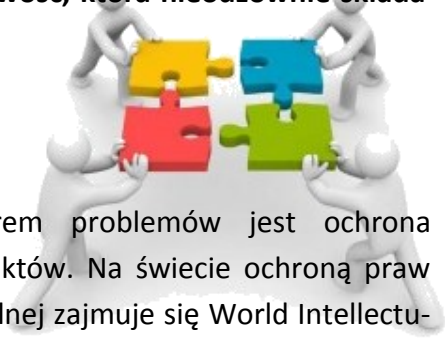 która nieodzownie składa
rem problemów jest ochrona
któw. Na świecie ochroną praw
lnej zajmuje się World Intellectu-